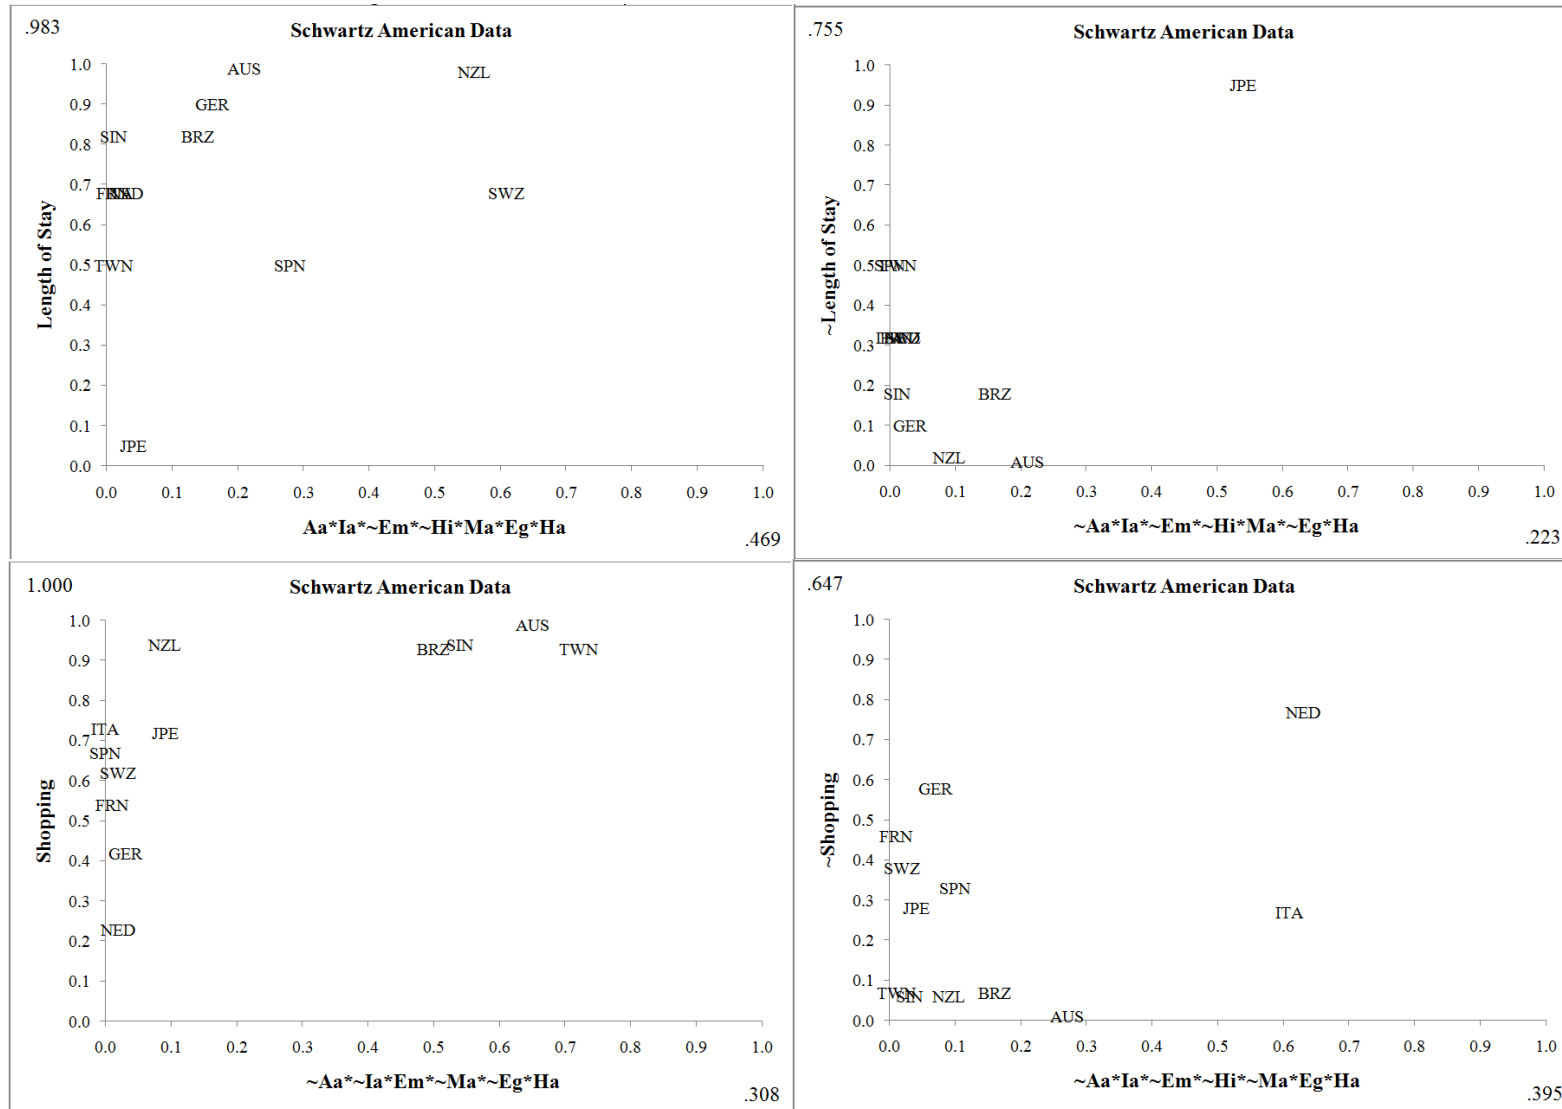 .983
Schwartz American Data
1.0
AUS
NZL
0.9
GER
0.8
SIN
BRZ
0.7
SWZ
0.6
0.5
TWN
SPN
0.4
0.3
0.2
0.1
JPE
0.0
Length of Stay
0.0 0.1 0.2 0.3 0.4 0.5 0.6 0.7 0.8 0.9 1.0
Aa*Ia*~Em*~Hi*Ma*Eg*Ha
.469
.755
Schwartz American Data
1.0
JPE
0.9
0.8
0.7
0.6
0.5
SPN
TWN
0.4
0.3
0.2
SIN
BRZ
0.1
GER
NZL
AUS
0.0
~Length of Stay
0.0 0.1 0.2 0.3 0.4 0.5 0.6 0.7 0.8 0.9 1.0
~Aa*Ia*~Em*~Hi*Ma*~Eg*Ha
.223
1.000
Schwartz American Data
1.0
AUS
NZL
BRZ
SIN
TWN
0.9
0.8
ITA
JPE
0.7
SPN
SWZ
0.6
FRN
0.5
GER
0.4
0.3
NED
0.2
0.1
0.0
Shopping
0.0 0.1 0.2 0.3 0.4 0.5 0.6 0.7 0.8 0.9 1.0
~Aa*~Ia*Em*~Ma*~Eg*Ha
.308
.647
Schwartz American Data
1.0
0.9
0.8
NED
0.7
0.6
GER
0.5
FRN
0.4
SWZ
SPN
0.3
JPE
ITA
0.2
0.1
TWN
SIN
NZL
BRZ
AUS
0.0
~Shopping
0.0 0.1 0.2 0.3 0.4 0.5 0.6 0.7 0.8 0.9 1.0
~Aa*Ia*~Em*~Hi*~Ma*Eg*Ha
.395